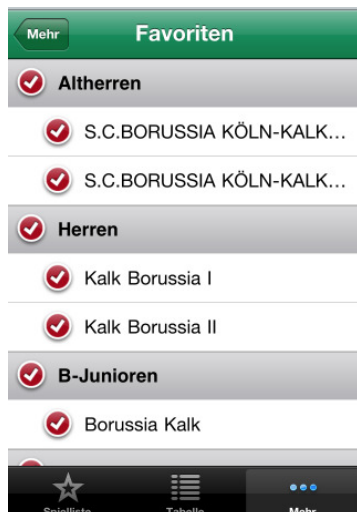 Mehr
Favoriten
Altherren
S.C.BORUSSIA KÖLN-KALK...
S.C.BORUSSIA KÖLN-KALK...
Herren
Kalk Borussia I
Kalk Borussia II
B-Junioren
Borussia Kalk
Spielliste
Tabelle
Mehr